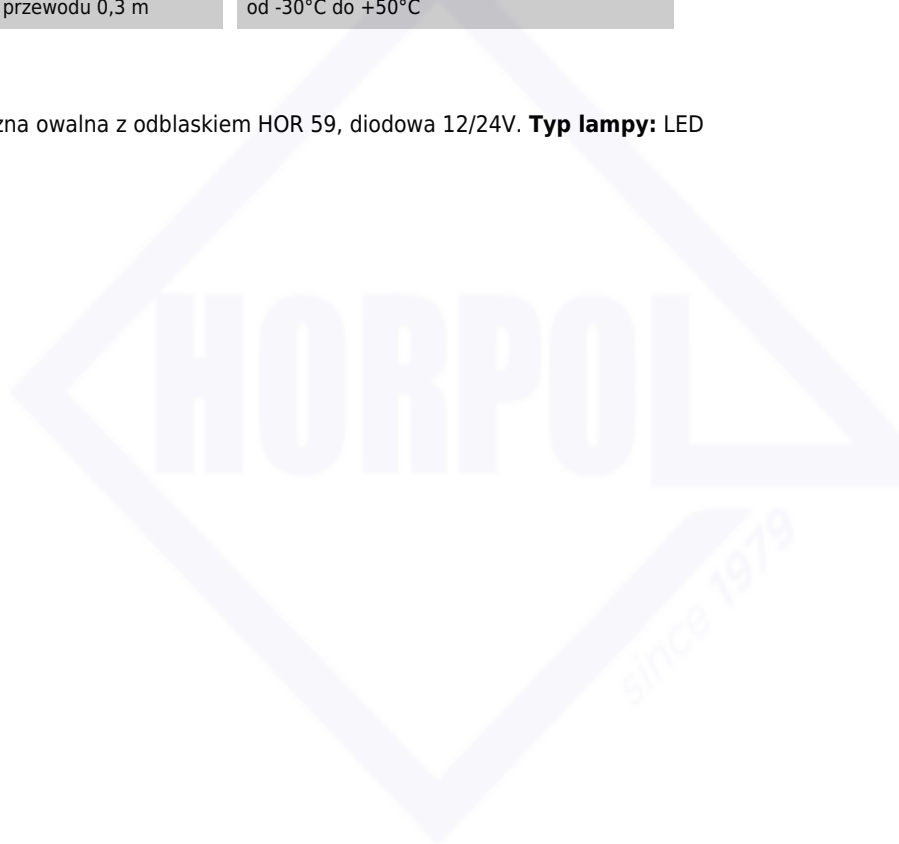 przewodu 0,3 m od -30°C do +50°C
zna owalna z odblaskiem HOR 59, diodowa 12/24V. Typ lampy: LED
HORPOL
since 1979